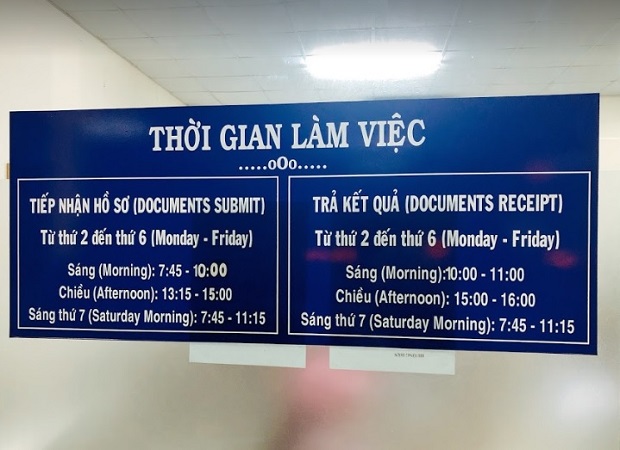 THỜI GIAN LÀM VIỆC
.....oOo.....
TIẾP NHẬN HỒ SƠ (DOCUMENTS SUBMIT)
Từ thứ 2 đến thứ 6 (Monday - Friday)
Sáng (Morning): 7:45 - 10:00
Chiều (Afternoon): 13:15 - 15:00
Sáng thứ 7 (Saturday Morning): 7:45 - 11:15
TRẢ KẾT QUẢ (DOCUMENTS RECEIPT)
Từ thứ 2 đến thứ 6 (Monday - Friday)
Sáng (Morning):10:00 - 11:00
Chiều (Afternoon): 15:00 - 16:00
Sáng thứ 7 (Saturday Morning): 7:45 - 11:15